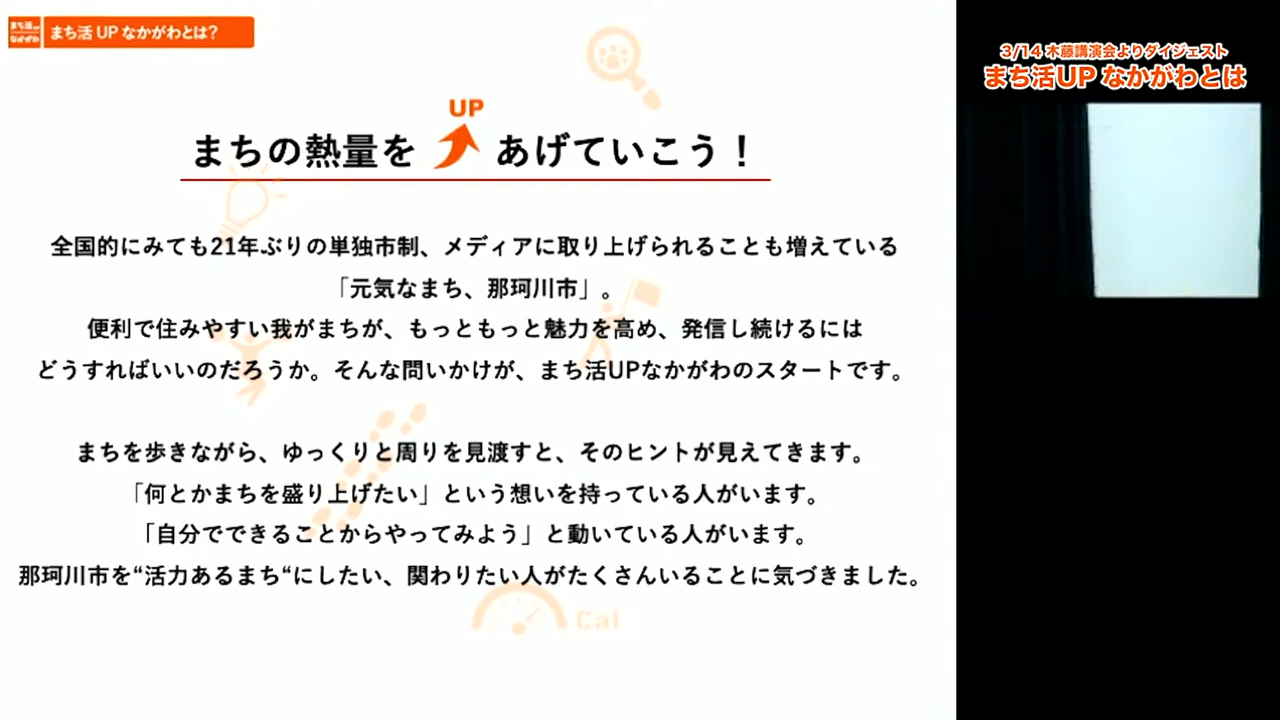 まち活UP
なかがわ
まち活 UP なかがわとは？
3/14 木藤講演会よりダイジェスト
まち活UP なかがわとは
UP
まちの熱量を あげていこう！
全国的にみても21年ぶりの単独市制、メディアに取り上げられることも増えている
「元気なまち、那珂川市」。
便利で住みやすい我がまちが、もっともっと魅力を高め、発信し続けるには
どうすればいいのだろうか。そんな問いかけが、まち活UPなかがわのスタートです。
まちを歩きながら、ゆっくりと周りを見渡すと、そのヒントが見えてきます。
「何とかまちを盛り上げたい」という想いを持っている人がいます。
「自分でできることからやってみよう」と動いている人がいます。
那珂川市を“活力あるまち“にしたい、関わりたい人がたくさんいることに気づきました。
Cal